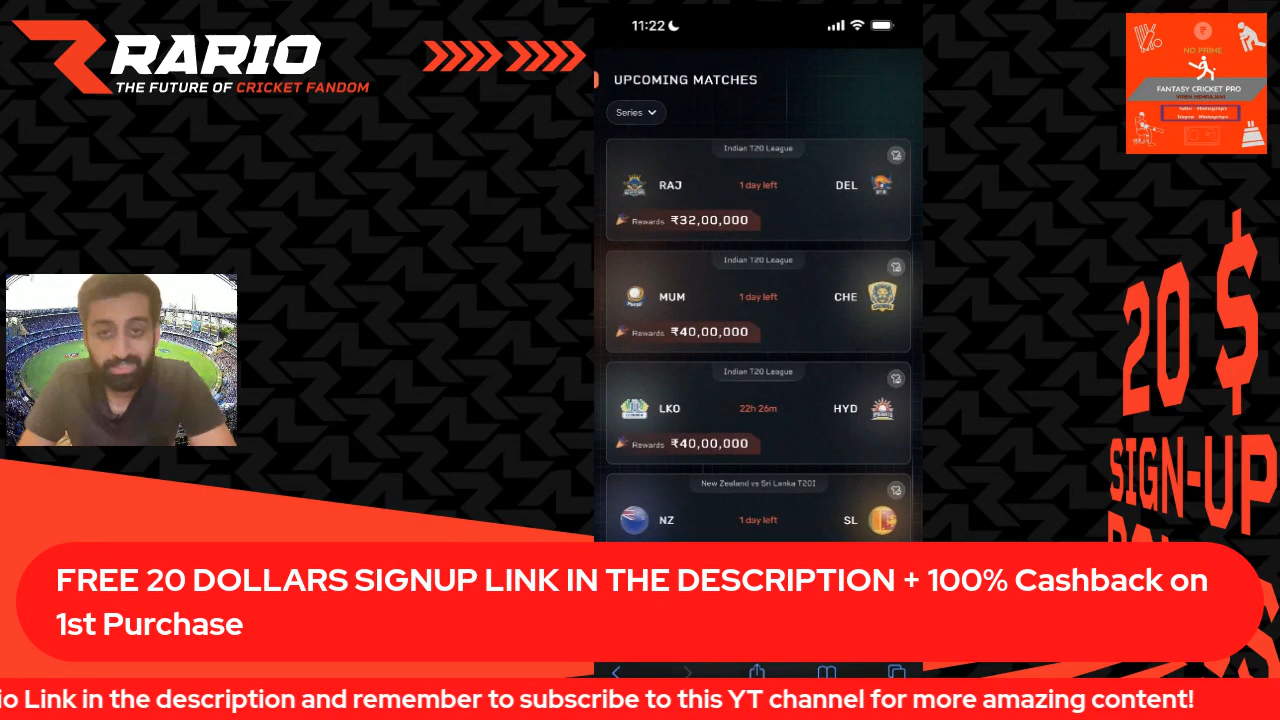 RARIO
THE FUTURE OF CRICKET FANDOM
11:22
UPCOMING MATCHES
Series
Indian T20 League
RAJ
1 day left
DEL
Rewards ₹32,00,000
Indian T20 League
MUM
1 day left
CHE
Rewards ₹40,00,000
Indian T20 League
LKO
22h 26m
HYD
Rewards ₹40,00,000
New Zealand vs Sri Lanka T20I
NZ
1 day left
SL
NO PRIME
FANTASY CRICKET PRO
VIREN HEMRAJANI
20 $
SIGN-UP
FREE 20 DOLLARS SIGNUP LINK IN THE DESCRIPTION + 100% Cashback on
1st Purchase
io Link in the description and remember to subscribe to this YT channel for more amazing content!